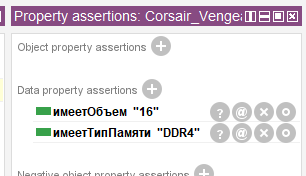 Property assertions: Corsair_Venge
Object property assertions
Data property assertions
имеетОбъем "16"
имеетТипПамяти "DDR4"
Negative object property assertions